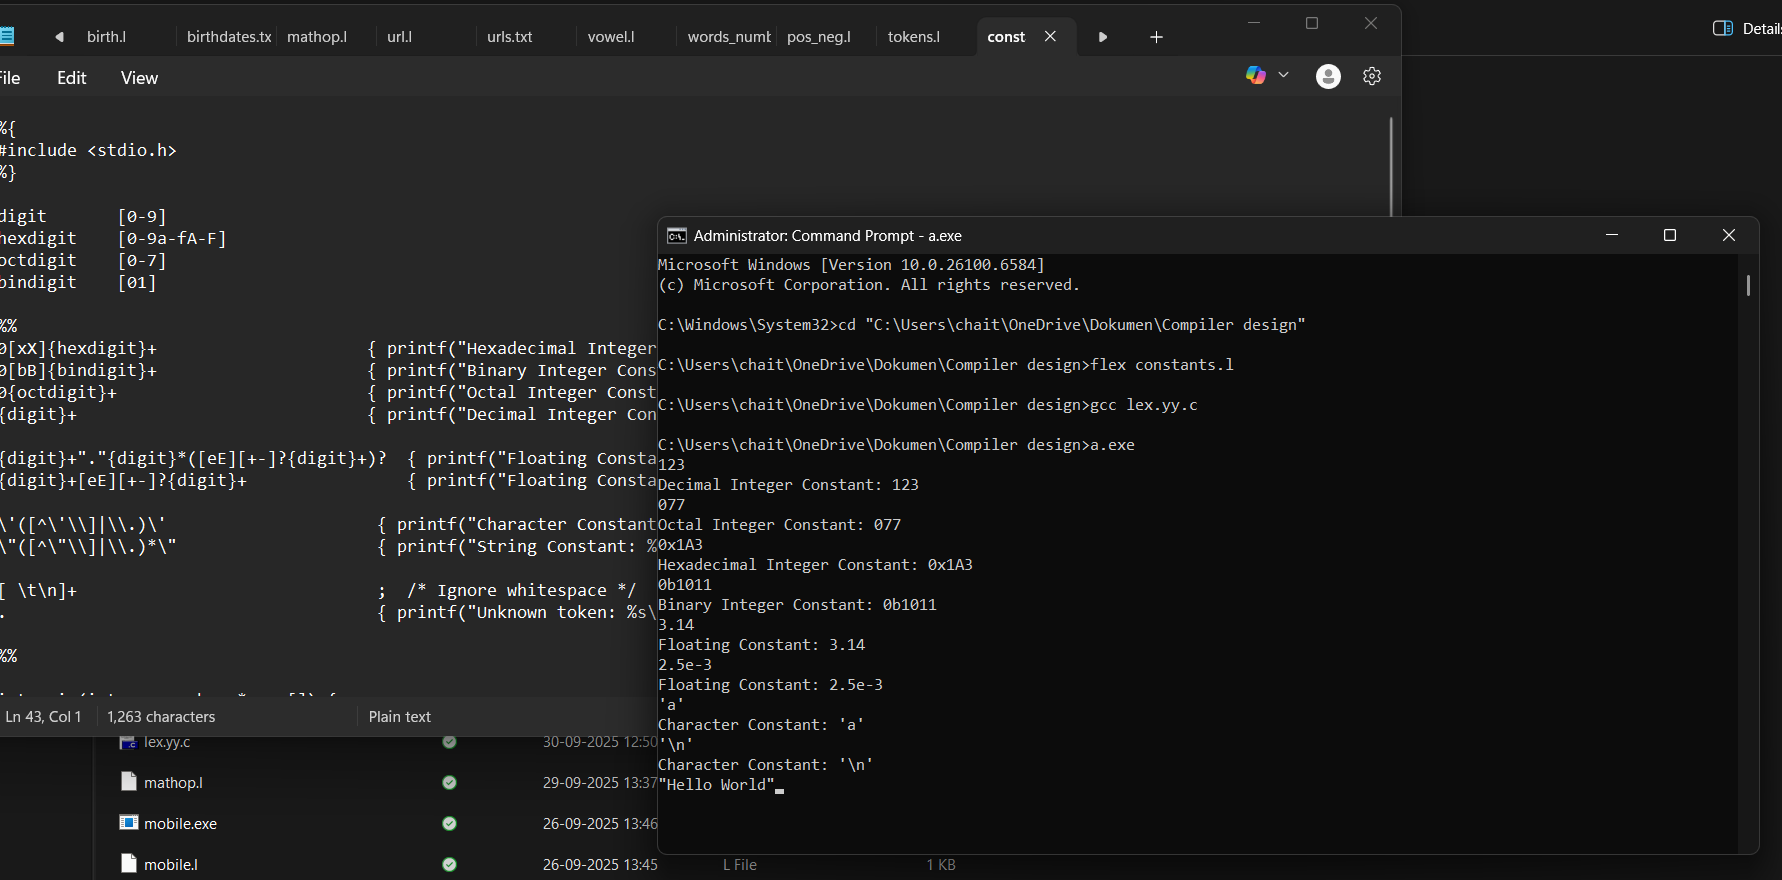 birth.l birthdates.tx mathop.l url.l urls.txt vowel.l words_numb pos_neg.l tokens.l const
Details
File Edit View
%{
#include <stdio.h>
%}
digit [0-9]
hexdigit [0-9a-fA-F]
octdigit [0-7]
bindigit [01]
%%
0[xX]{hexdigit}+ { printf("Hexadecimal Integer
0[bB]{bindigit}+ { printf("Binary Integer Cons
0{octdigit}+ { printf("Octal Integer Const
{digit}+ { printf("Decimal Integer Con
{digit}+"."{digit}*([eE][+-]?{digit}+)? { printf("Floating Consta
{digit}+[eE][+-]?{digit}+ { printf("Floating Consta
\'([^\'\\]|\\.)\' { printf("Character Constant
\"([^\"\\]|\\.)*\" { printf("String Constant: %
[ \t\n]+ ; /* Ignore whitespace */
. { printf("Unknown token: %s\
%%
Ln 43, Col 1 1,263 characters Plain text
lex.yy.c 30-09-2025 12:50
mathop.l 29-09-2025 13:37
mobile.exe 26-09-2025 13:46
mobile.l 26-09-2025 13:45 L File 1 KB
Administrator: Command Prompt - a.exe
Microsoft Windows [Version 10.0.26100.6584]
(c) Microsoft Corporation. All rights reserved.
C:\Windows\System32>cd "C:\Users\chait\OneDrive\Dokumen\Compiler design"
C:\Users\chait\OneDrive\Dokumen\Compiler design>flex constants.l
C:\Users\chait\OneDrive\Dokumen\Compiler design>gcc lex.yy.c
C:\Users\chait\OneDrive\Dokumen\Compiler design>a.exe
123
Decimal Integer Constant: 123
077
Octal Integer Constant: 077
0x1A3
Hexadecimal Integer Constant: 0x1A3
0b1011
Binary Integer Constant: 0b1011
3.14
Floating Constant: 3.14
2.5e-3
Floating Constant: 2.5e-3
'a'
Character Constant: 'a'
'\n'
Character Constant: '\n'
"Hello World"